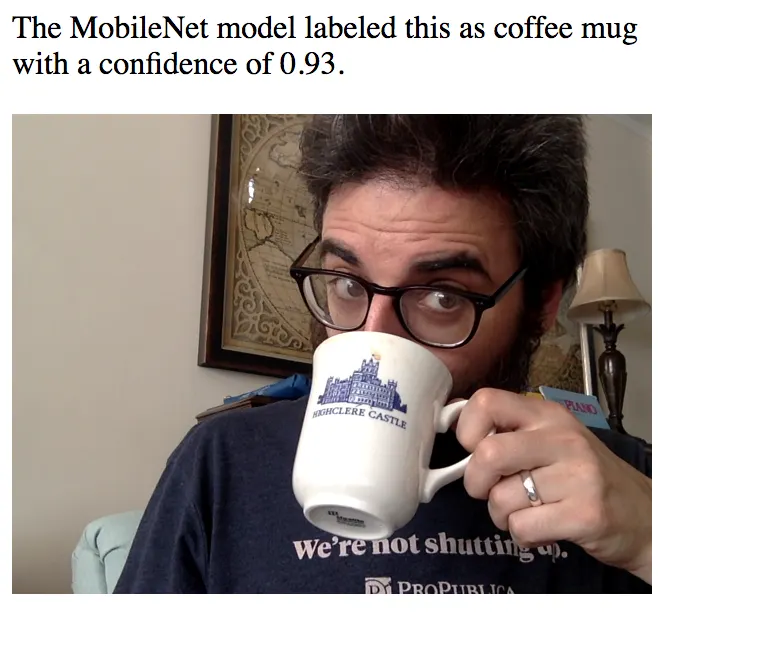 The MobileNet model labeled this as coffee mug
with a confidence of 0.93.
HIGHCLERE CASTLE
PIANO
We're not shutting up.
PROPUBLICA